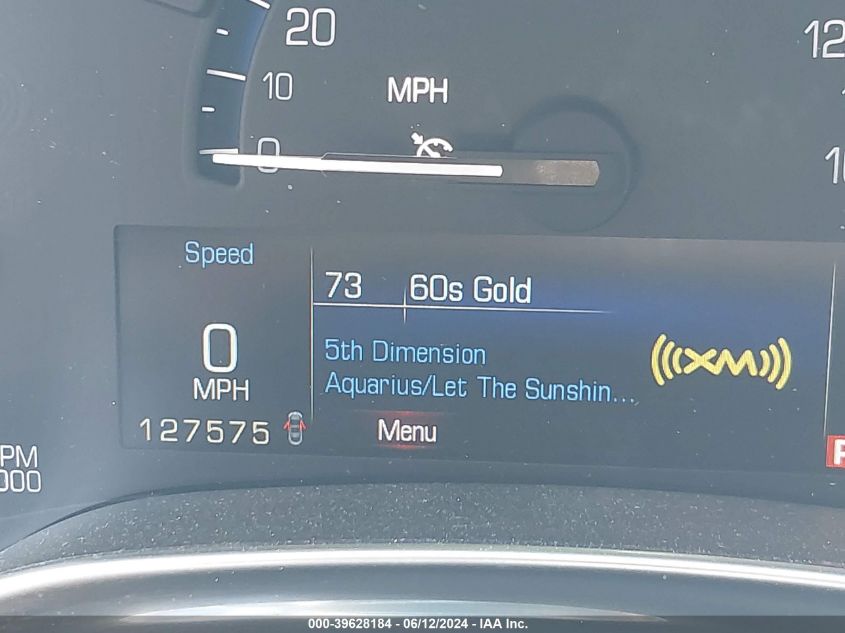 20
12
10
MPH
0
10
Speed
73 60s Gold
0
5th Dimension
XM
MPH
Aquarius/Let The Sunshin...
127575
Menu
PM
000
000-39628184 - 06/12/2024 - IAA Inc.